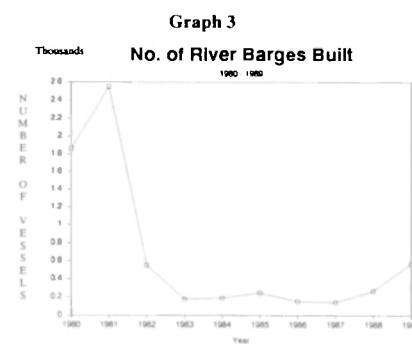 Graph 3
Thousands
No. of River Barges Built
1980 1989
NUMBER OF VESSELS
2.6
2.4
2.2
2
1.8
1.6
1.4
1.2
1
0.8
0.6
0.4
0.2
0
1980 1981 1982 1983 1984 1985 1986 1987 1988
Year